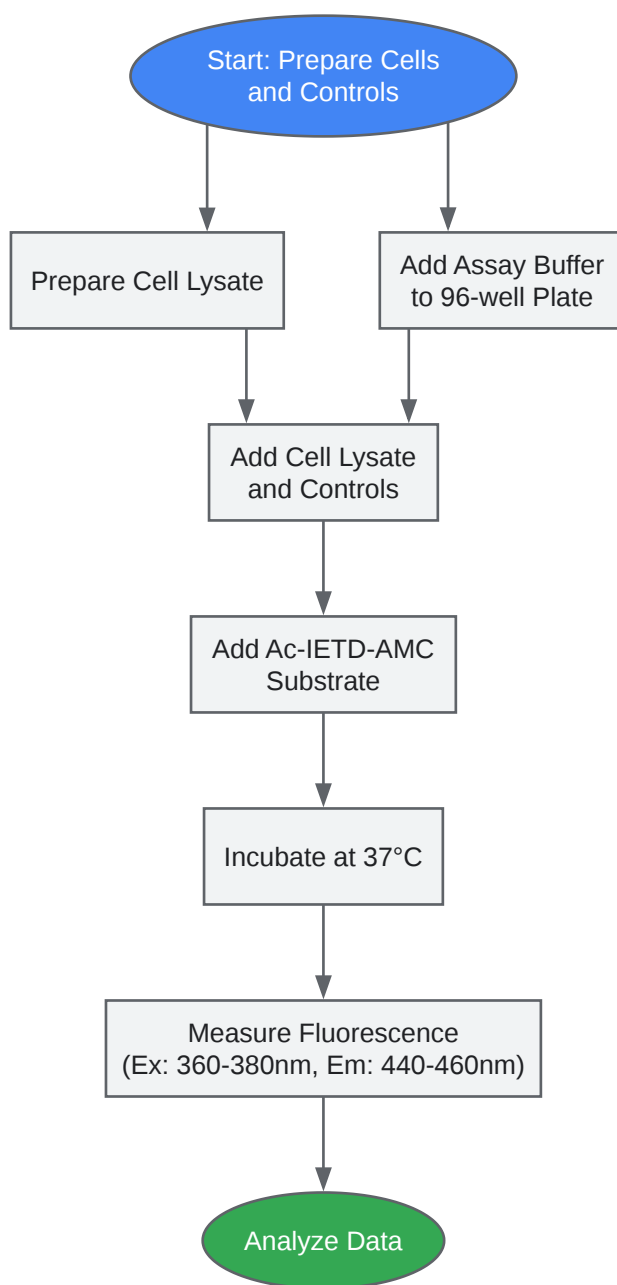 Start: Prepare Cells
and Controls
Prepare Cell Lysate
Add Assay Buffer
to 96-well Plate
Add Cell Lysate
and Controls
Add Ac-IETD-AMC
Substrate
Incubate at 37°C
Measure Fluorescence
(Ex: 360-380nm, Em: 440-460nm)
Analyze Data